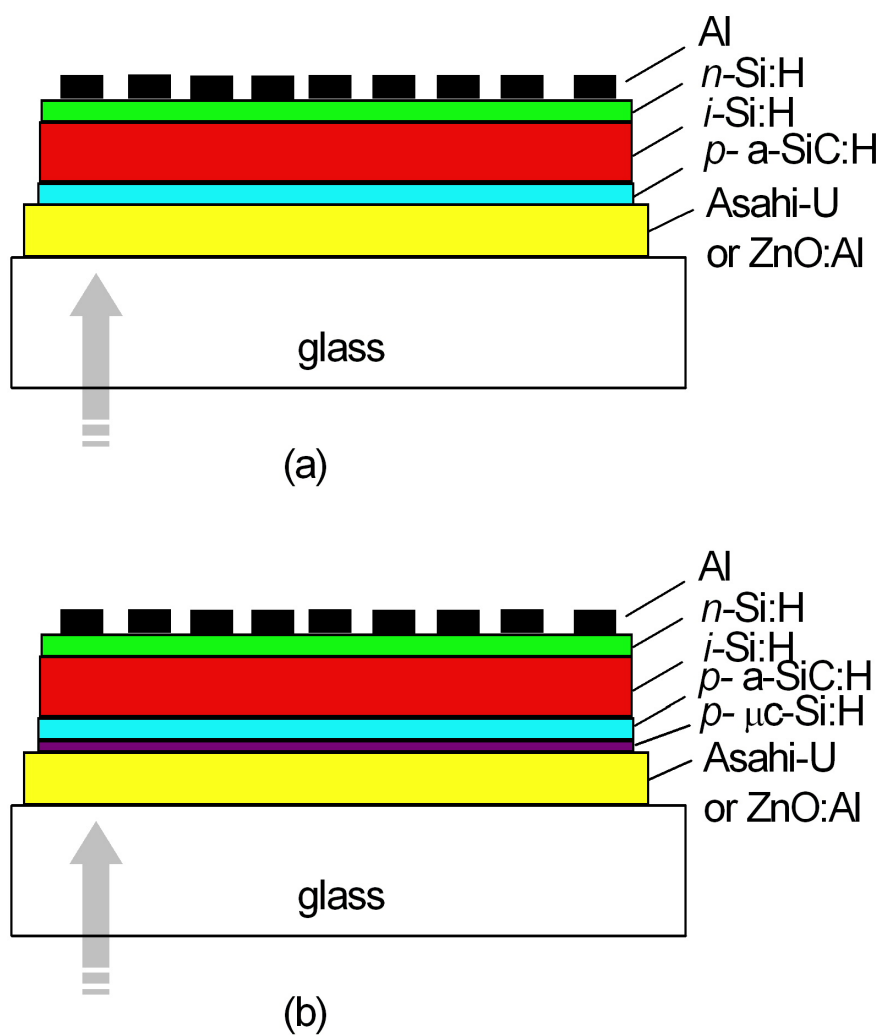 Al
n-Si:H
i-Si:H
p- a-SiC:H
Asahi-U
or ZnO:Al
glass
(a)
Al
n-Si:H
i-Si:H
p- a-SiC:H
p- μc-Si:H
Asahi-U
or ZnO:Al
glass
(b)